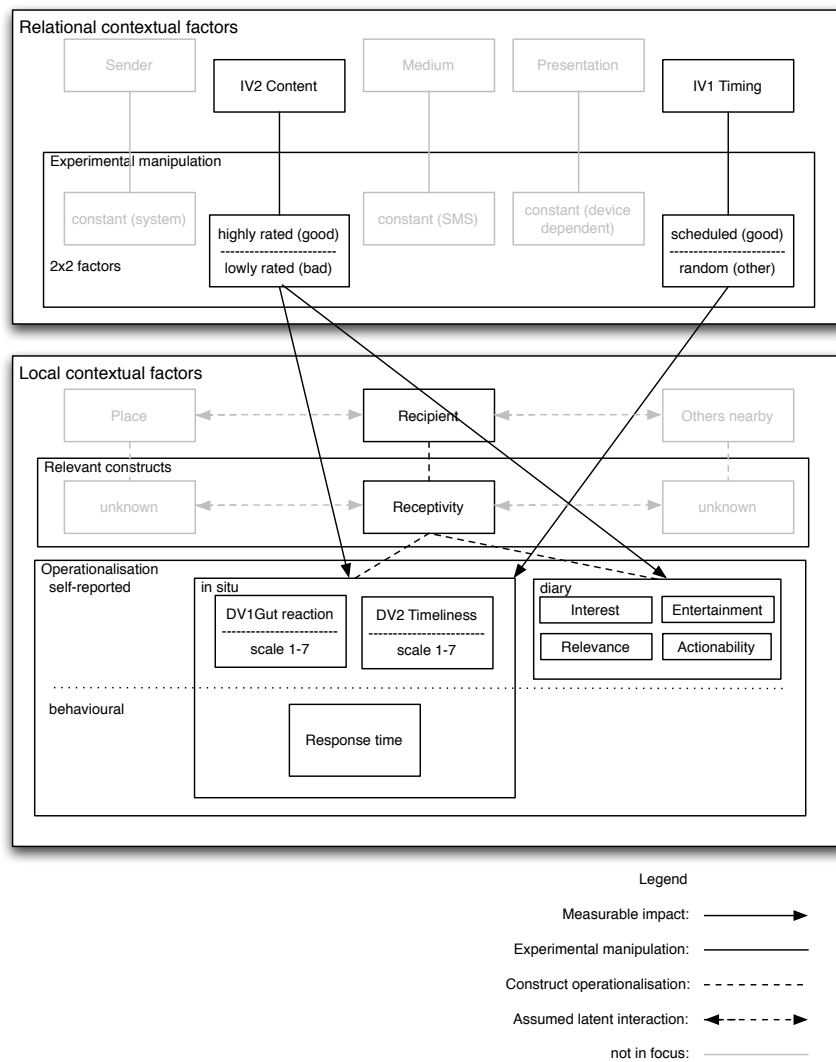 Relational contextual factors
Sender
IV2 Content
Medium
Presentation
IV1 Timing
Experimental manipulation
constant (system)
highly rated (good)
lowly rated (bad)
constant (SMS)
constant (device
dependent)
scheduled (good)
random (other)
2x2 factors
Local contextual factors
Place
Recipient
Others nearby
Relevant constructs
unknown
Receptivity
unknown
Operationalisation
self-reported
in situ
DV1Gut reaction
scale 1-7
DV2 Timeliness
scale 1-7
diary
Interest
Entertainment
Relevance
Actionability
behavioural
Response time
Legend
Measurable impact:
Experimental manipulation:
Construct operationalisation:
Assumed latent interaction:
not in focus: